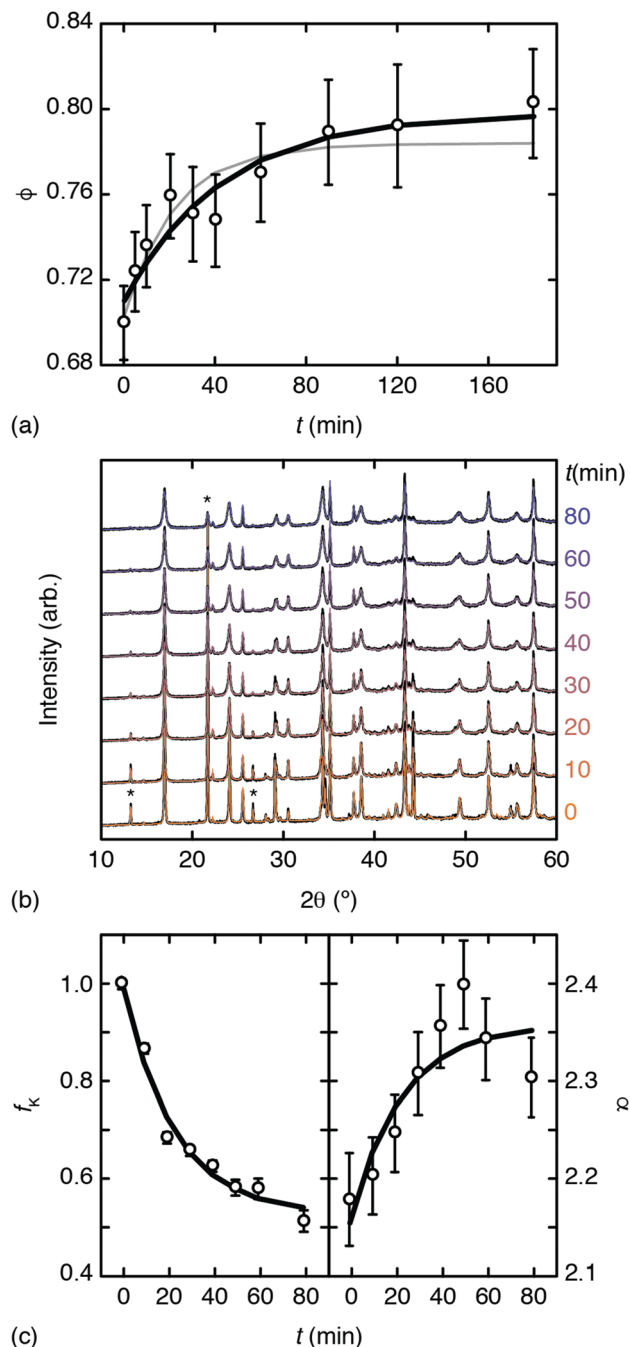 0.84
0.80
0.76
0.72
0.68
ϕ
0 40 80 120 160
(a) t (min)
t(min)
80
60
50
40
30
20
10
0
Intensity (arb.)
*
* *
10 20 30 40 50 60
(b) 2θ (°)
1.0
0.8
0.6
0.4
fK
2.4
2.3
2.2
2.1
α
0 20 40 60 80 0 20 40 60 80
(c) t (min)